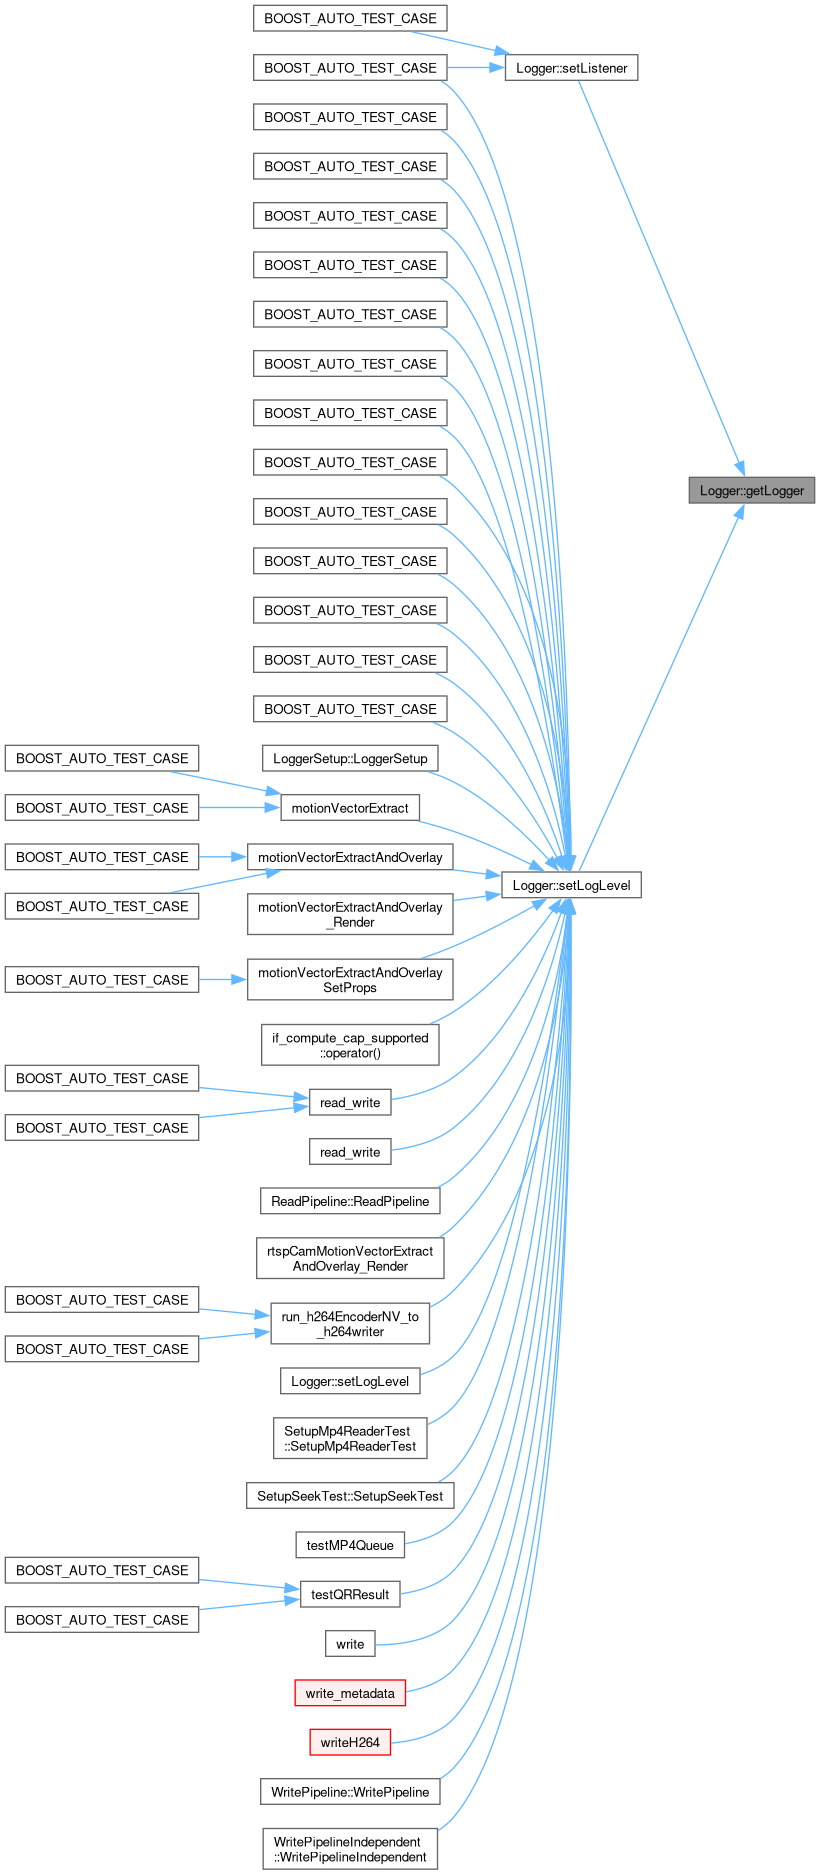 BOOST_AUTO_TEST_CASE
BOOST_AUTO_TEST_CASE
Logger::setListener
BOOST_AUTO_TEST_CASE
BOOST_AUTO_TEST_CASE
BOOST_AUTO_TEST_CASE
BOOST_AUTO_TEST_CASE
BOOST_AUTO_TEST_CASE
BOOST_AUTO_TEST_CASE
BOOST_AUTO_TEST_CASE
BOOST_AUTO_TEST_CASE
Logger::getLogger
BOOST_AUTO_TEST_CASE
BOOST_AUTO_TEST_CASE
BOOST_AUTO_TEST_CASE
BOOST_AUTO_TEST_CASE
BOOST_AUTO_TEST_CASE
BOOST_AUTO_TEST_CASE
LoggerSetup::LoggerSetup
BOOST_AUTO_TEST_CASE
motionVectorExtract
BOOST_AUTO_TEST_CASE
motionVectorExtractAndOverlay
Logger::setLogLevel
BOOST_AUTO_TEST_CASE
motionVectorExtractAndOverlay
_Render
BOOST_AUTO_TEST_CASE
motionVectorExtractAndOverlay
SetProps
if_compute_cap_supported
::operator()
BOOST_AUTO_TEST_CASE
read_write
BOOST_AUTO_TEST_CASE
read_write
ReadPipeline::ReadPipeline
rtspCamMotionVectorExtract
AndOverlay_Render
BOOST_AUTO_TEST_CASE
run_h264EncoderNV_to
_h264writer
BOOST_AUTO_TEST_CASE
Logger::setLogLevel
SetupMp4ReaderTest
::SetupMp4ReaderTest
SetupSeekTest::SetupSeekTest
testMP4Queue
BOOST_AUTO_TEST_CASE
testQRResult
BOOST_AUTO_TEST_CASE
write
write_metadata
writeH264
WritePipeline::WritePipeline
WritePipelineIndependent
::WritePipelineIndependent